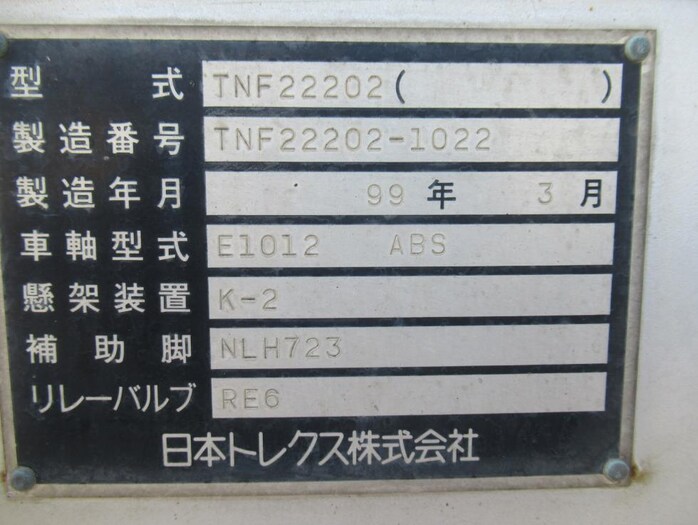 型式 TNF22202( )
製造番号 TNF22202-1022
製造年月 99年 3月
車軸型式 E1012 ABS
懸架装置 K-2
補助脚 NLH723
リレーバルブ RE6
日本トレクス株式会社